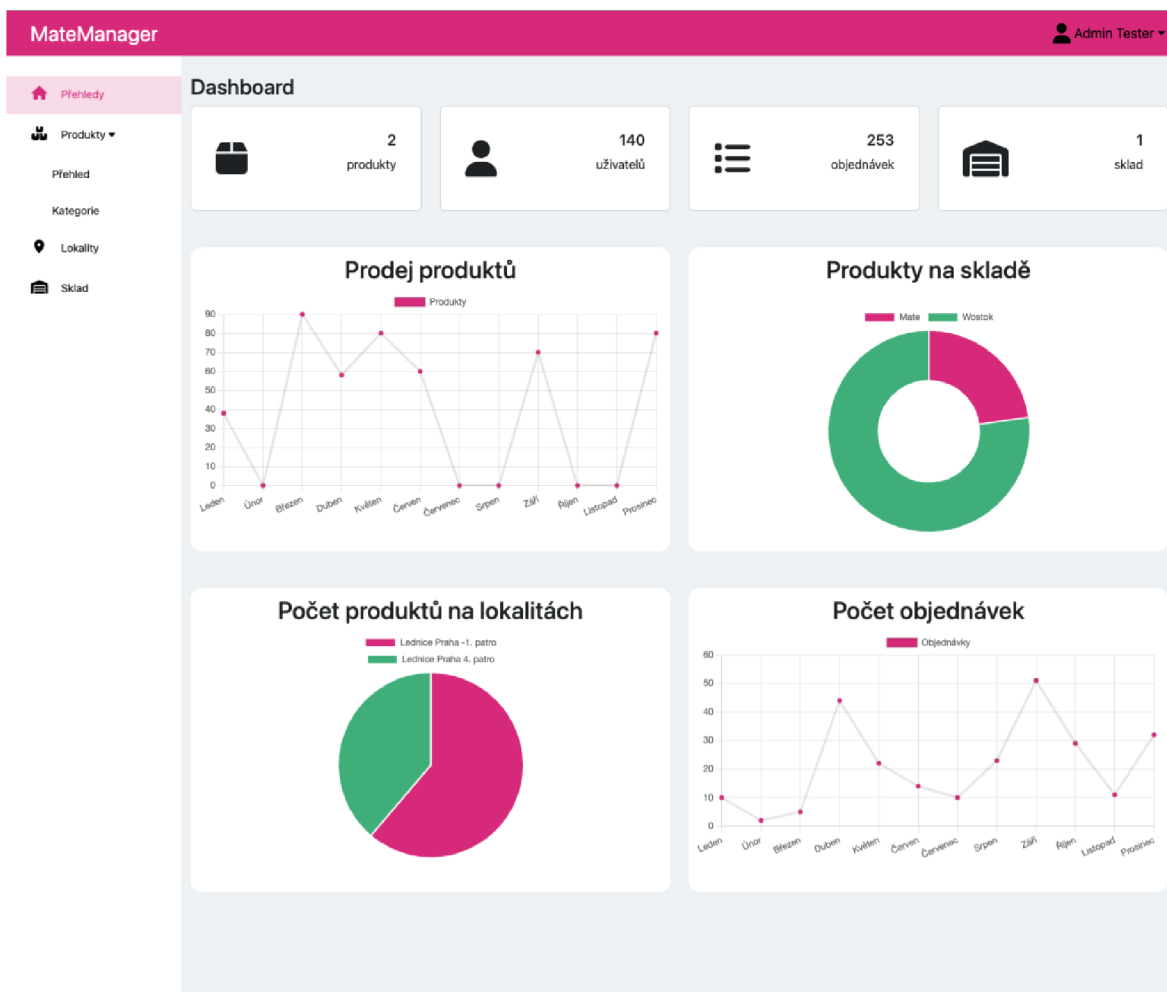 MateManager
Admin Tester
Přehledy
Produkty
Přehled
Kategorie
Lokality
Sklad
Dashboard
2
produkty
140
uživatelů
253
objednávek
1
sklad
Prodej produktů
Produkty
90
80
70
60
50
40
30
20
10
0
Leden
Únor
Březen
Duben
Květen
Červen
Červenec
Srpen
Září
Říjen
Listopad
Prosinec
Produkty na skladě
Mate
Wostok
Počet produktů na lokalitách
Lednice Praha -1. patro
Lednice Praha 4. patro
Počet objednávek
Objednávky
60
50
40
30
20
10
0
Leden
Únor
Březen
Duben
Květen
Červen
Červenec
Srpen
Září
Říjen
Listopad
Prosinec